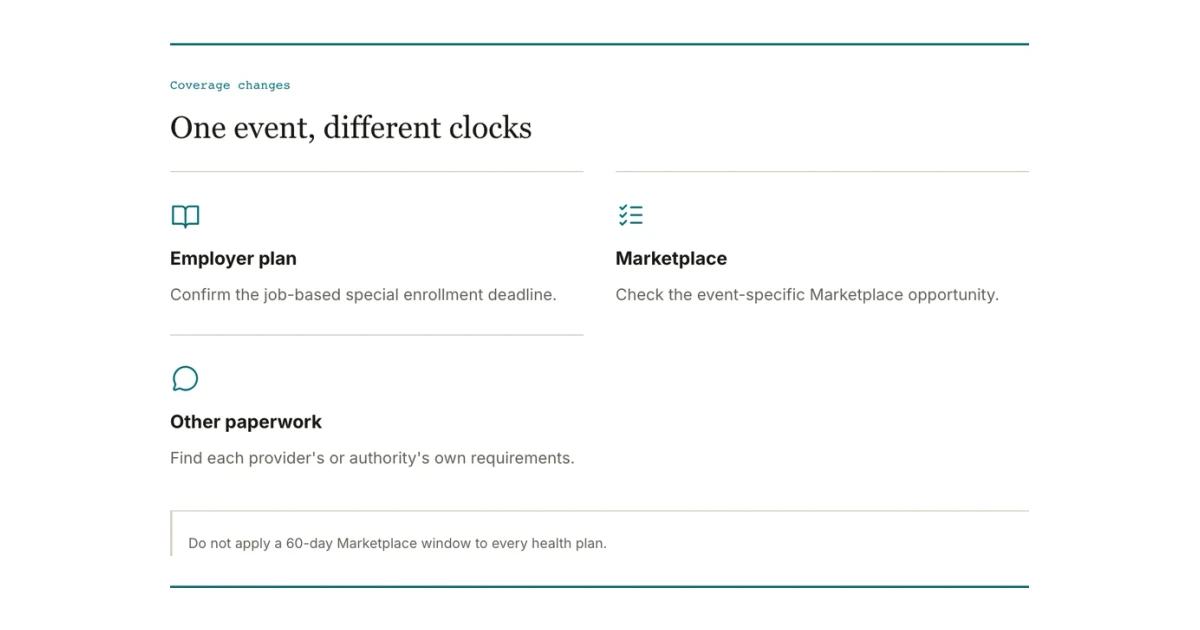 Coverage changes
One event, different clocks
Employer plan
Confirm the job-based special enrollment deadline.
Marketplace
Check the event-specific Marketplace opportunity.
Other paperwork
Find each provider's or authority's own requirements.
Do not apply a 60-day Marketplace window to every health plan.